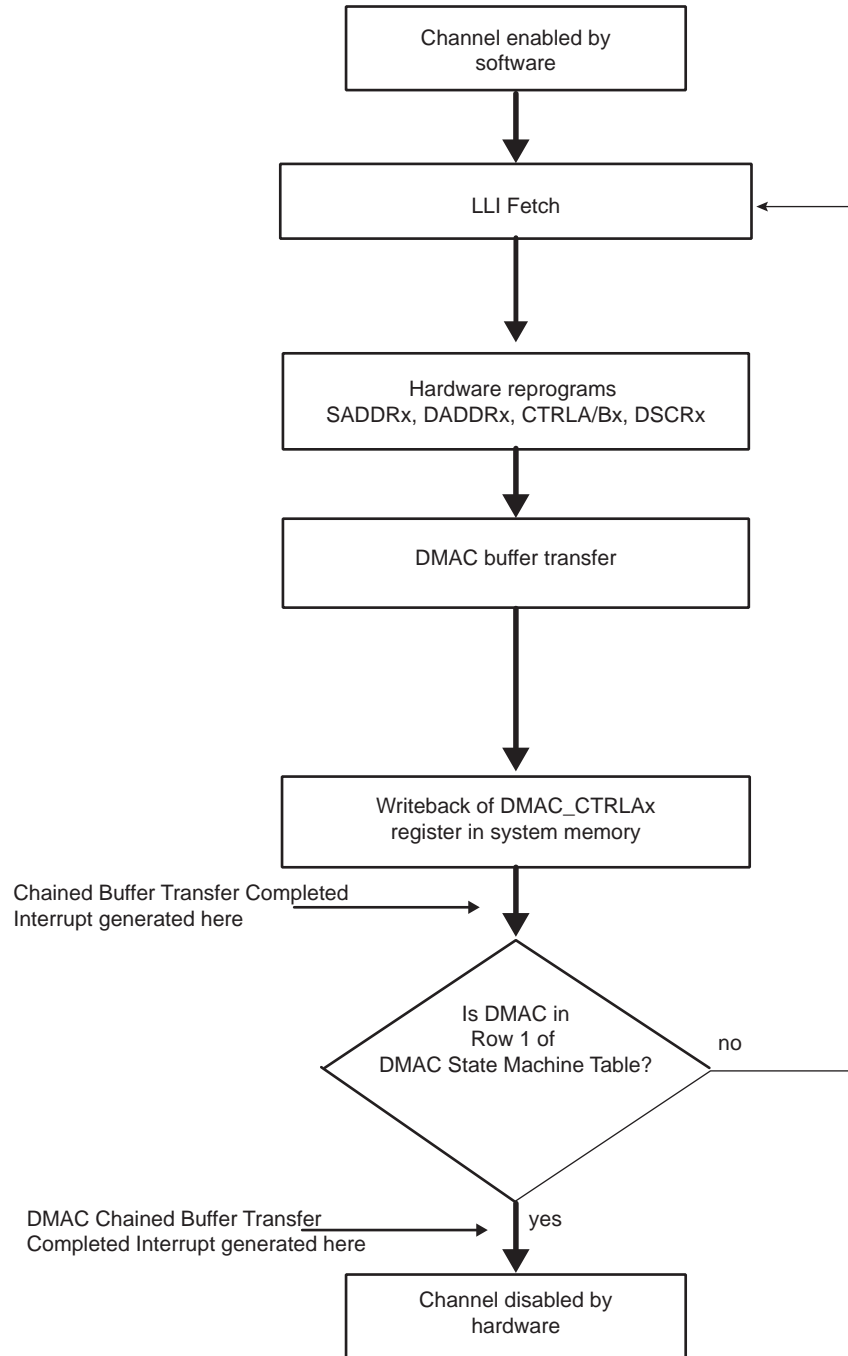 Channel enabled by
software
LLI Fetch
Hardware reprograms
SADDRx, DADDRx, CTRLA/Bx, DSCRx
DMAC buffer transfer
Writeback of DMAC_CTRLAx
register in system memory
Chained Buffer Transfer Completed
Interrupt generated here
Is DMAC in
Row 1 of
DMAC State Machine Table?
no
DMAC Chained Buffer Transfer
Completed Interrupt generated here
yes
Channel disabled by
hardware